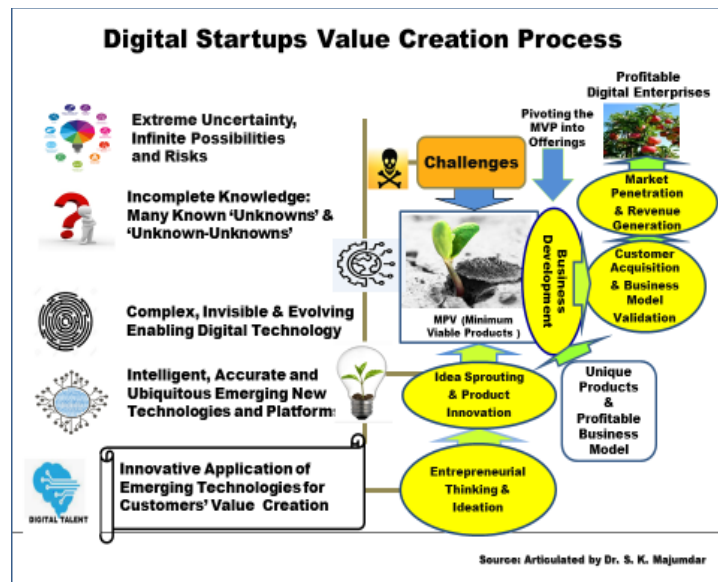 Digital Startups Value Creation Process
Extreme Uncertainty,
Infinite Possibilities
and Risks
Incomplete Knowledge:
Many Known ‘Unknowns’ &
‘Unknown-Unknowns’
Complex, Invisible & Evolving
Enabling Digital Technology
Intelligent, Accurate and
Ubiquitous Emerging New
Technologies and Platforms
Innovative Application of
Emerging Technologies for
Customers’ Value Creation
DIGITAL TALENT
Challenges
Pivoting the
MVP into
Offerings
Profitable
Digital Enterprises
Market
Penetration
& Revenue
Generation
Customer
Acquisition
& Business
Model
Validation
Business
Development
MPV (Minimum
Viable Products )
Idea Sprouting
& Product
Innovation
Unique
Products
&
Profitable
Business
Model
Entrepreneurial
Thinking &
Ideation
Source: Articulated by Dr. S. K. Majumdar